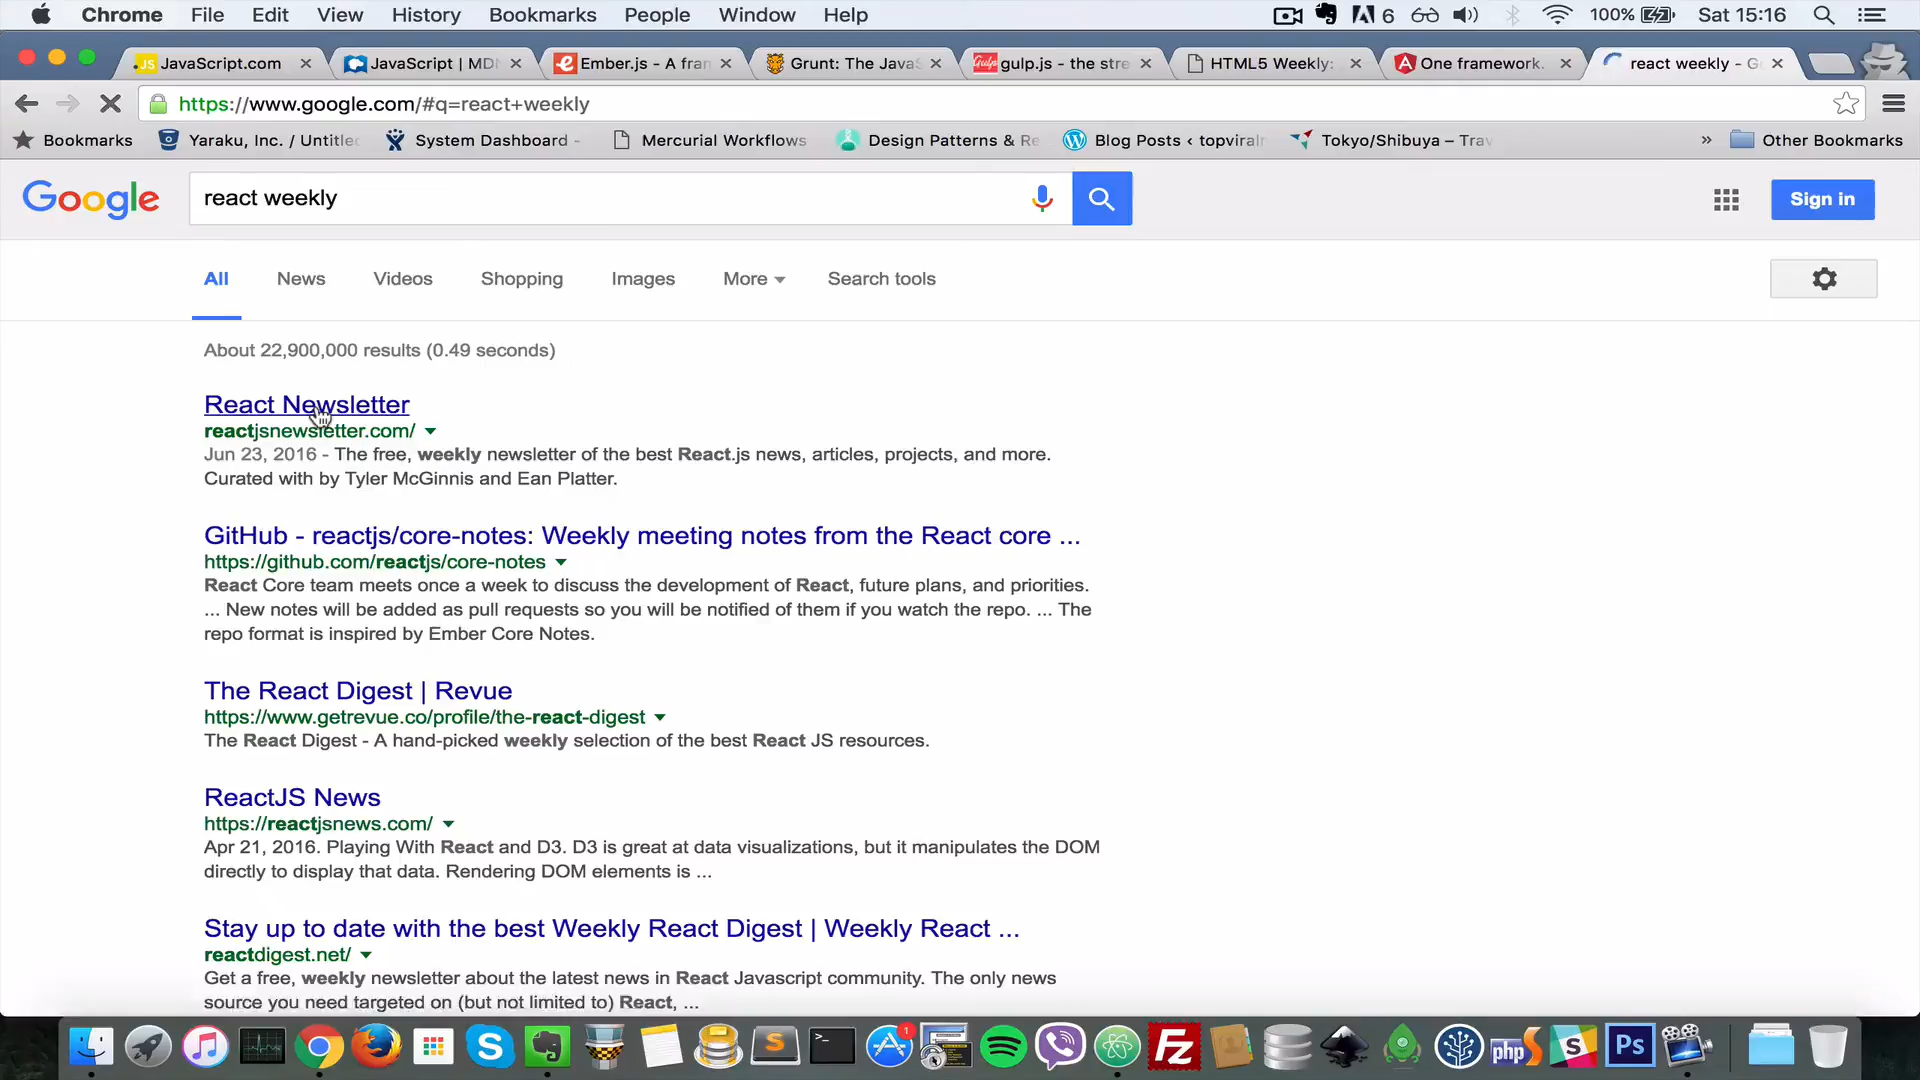 Chrome File Edit View History Bookmarks People Window Help 6 100% Sat 15:16
JavaScript.com JavaScript | MDN Ember.js - A fran Grunt: The JavaS gulp.js - the stre HTML5 Weekly: One framework. react weekly - G
https://www.google.com/#q=react+weekly
Bookmarks Yaraku, Inc. / Untitle System Dashboard - Mercurial Workflows Design Patterns & Re Blog Posts ‹ topviral Tokyo/Shibuya – Trav » Other Bookmarks
Google react weekly Sign in
All News Videos Shopping Images More Search tools
About 22,900,000 results (0.49 seconds)
React Newsletter
reactjsnewsletter.com/
Jun 23, 2016 - The free, weekly newsletter of the best React.js news, articles, projects, and more.
Curated with by Tyler McGinnis and Ean Platter.
GitHub - reactjs/core-notes: Weekly meeting notes from the React core ...
https://github.com/reactjs/core-notes
React Core team meets once a week to discuss the development of React, future plans, and priorities.
... New notes will be added as pull requests so you will be notified of them if you watch the repo. ... The
repo format is inspired by Ember Core Notes.
The React Digest | Revue
https://www.getrevue.co/profile/the-react-digest
The React Digest - A hand-picked weekly selection of the best React JS resources.
ReactJS News
https://reactjsnews.com/
Apr 21, 2016. Playing With React and D3. D3 is great at data visualizations, but it manipulates the DOM
directly to display that data. Rendering DOM elements is ...
Stay up to date with the best Weekly React Digest | Weekly React ...
reactdigest.net/
Get a free, weekly newsletter about the latest news in React Javascript community. The only news
source you need targeted on (but not limited to) React, ...
1 php Ps